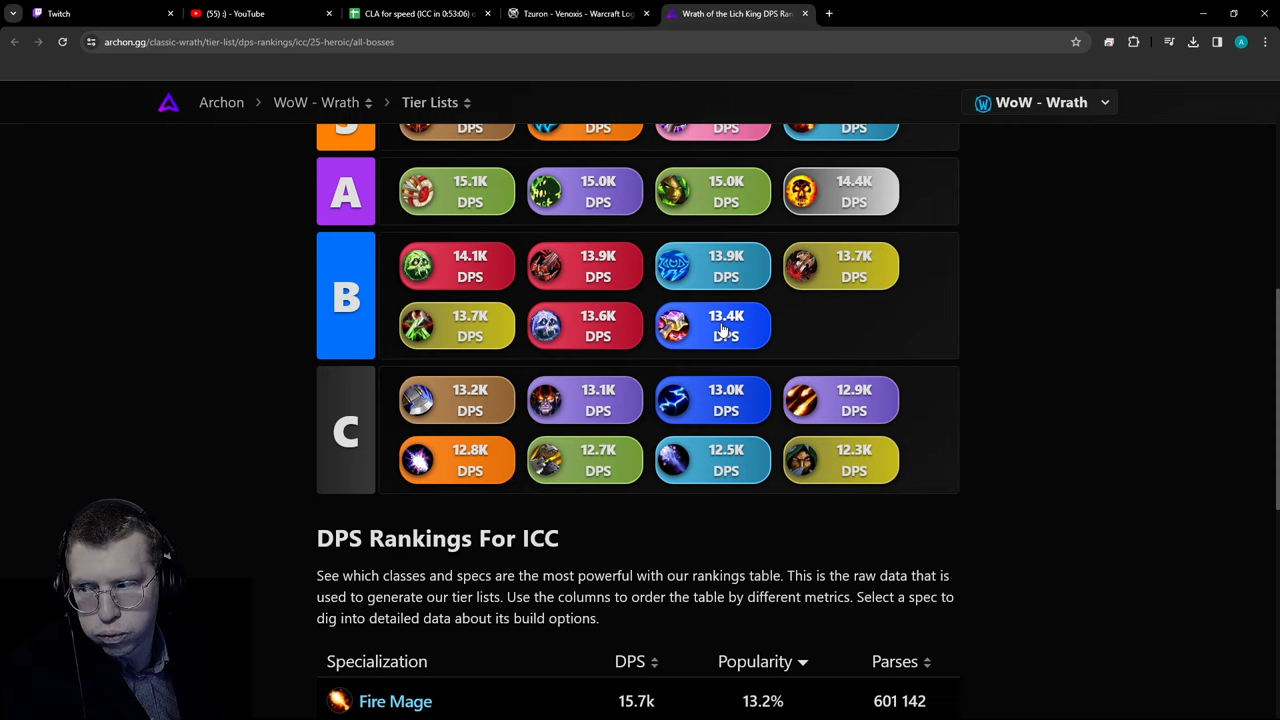 Twitch
(55) :) - YouTube
CLA for speed (ICC in 0:53:06) e
Tzuron - Venoxis - Warcraft Log
Wrath of the Lich King DPS Ran
archon.gg/classic-wrath/tier-list/dps-rankings/icc/25-heroic/all-bosses
A
Archon > WoW - Wrath > Tier Lists
WoW - Wrath
DPS DPS DPS DPS
A
15.1K 15.0K 15.0K 14.4K
DPS DPS DPS DPS
B
14.1K 13.9K 13.9K 13.7K
DPS DPS DPS DPS
13.7K 13.6K 13.4K
DPS DPS DPS
C
13.2K 13.1K 13.0K 12.9K
DPS DPS DPS DPS
12.8K 12.7K 12.5K 12.3K
DPS DPS DPS DPS
DPS Rankings For ICC
See which classes and specs are the most powerful with our rankings table. This is the raw data that is
used to generate our tier lists. Use the columns to order the table by different metrics. Select a spec to
dig into detailed data about its build options.
Specialization DPS Popularity Parses
Fire Mage 15.7k 13.2% 601 142